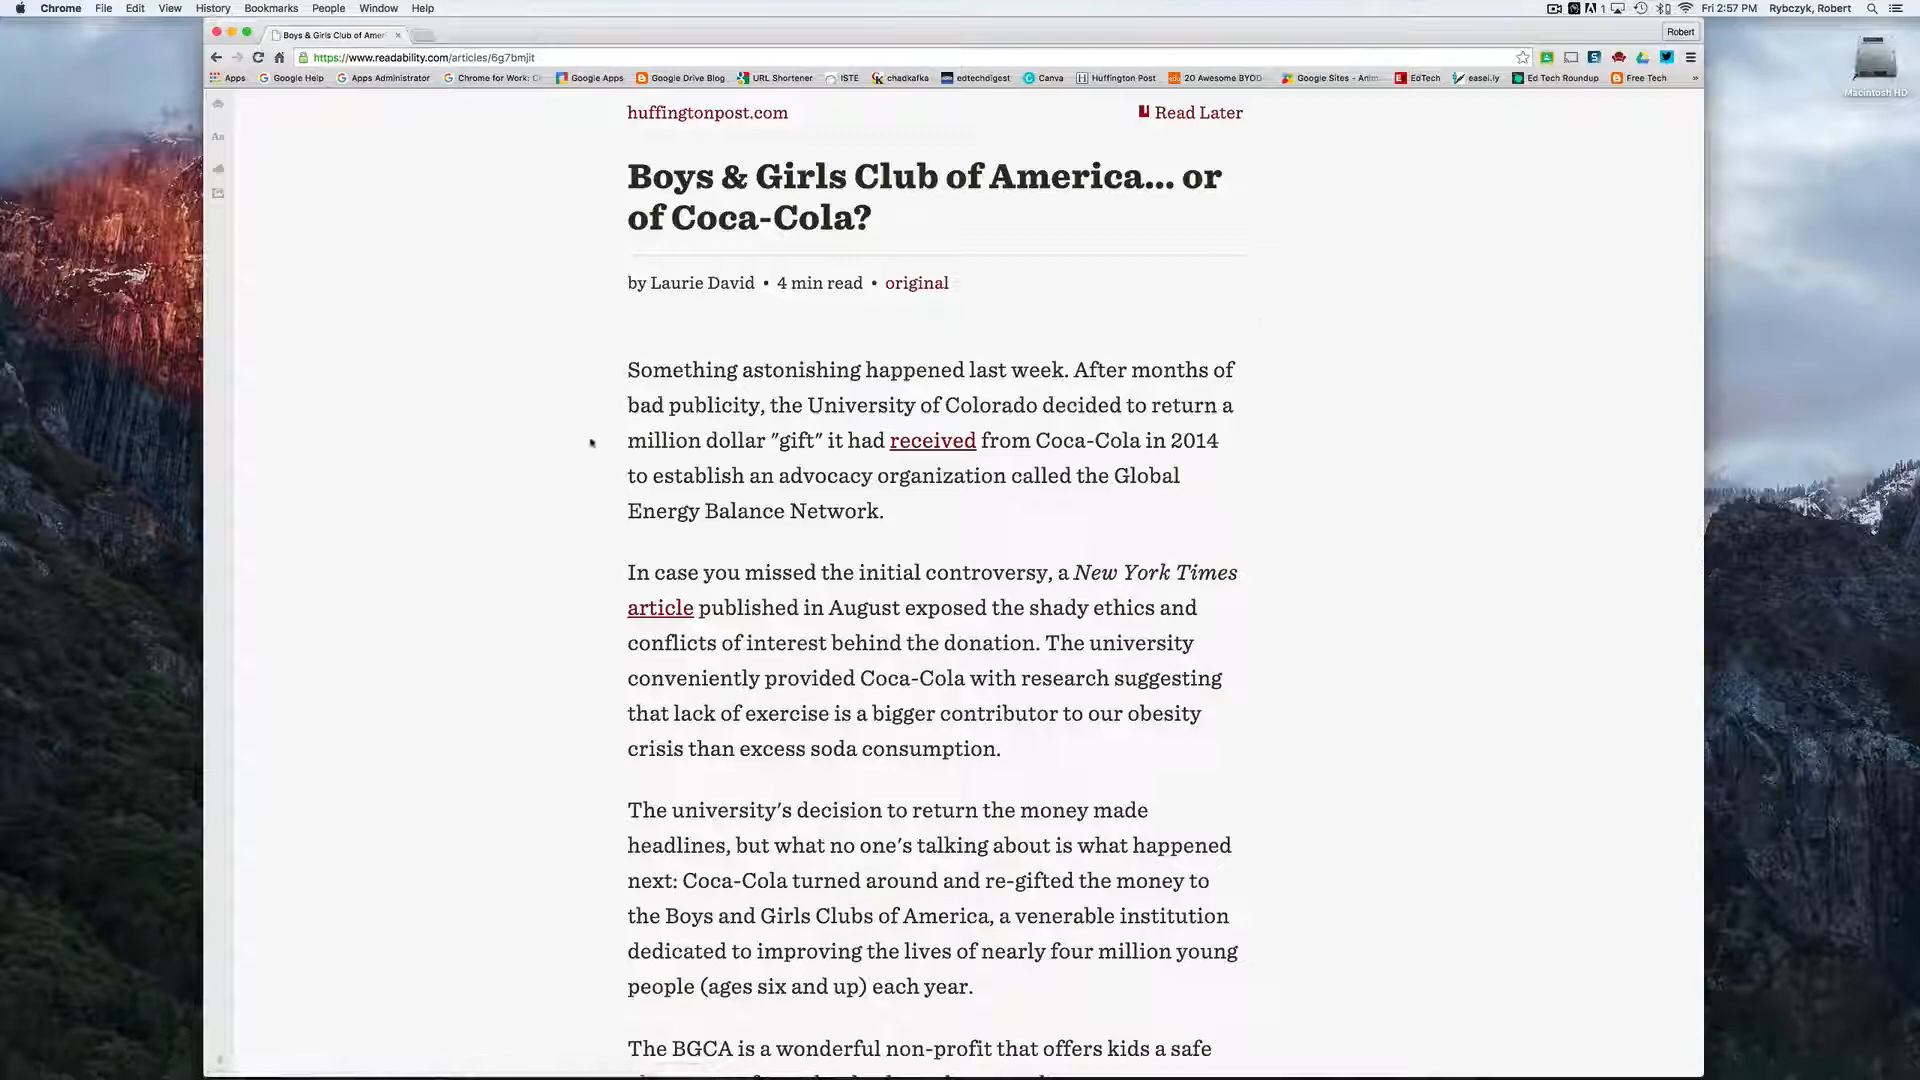 Chrome File Edit View History Bookmarks People Window Help
1 Fri 2:57 PM Rybczyk, Robert
Boys & Girls Club of Amer
Robert
https://www.readability.com/articles/6g7bmjit
Apps Google Help Apps Administrator Chrome for Work: C Google Apps Google Drive Blog URL Shortener ISTE chadkafka edtechdigest Canva Huffington Post 20 Awesome BYOD Google Sites - Anim EdTech easel.ly Ed Tech Roundup Free Tech »
Macintosh HD
Aa
huffingtonpost.com Read Later
Boys & Girls Club of America... or
of Coca-Cola?
by Laurie David • 4 min read • original
Something astonishing happened last week. After months of
bad publicity, the University of Colorado decided to return a
million dollar "gift" it had received from Coca-Cola in 2014
to establish an advocacy organization called the Global
Energy Balance Network.
In case you missed the initial controversy, a New York Times
article published in August exposed the shady ethics and
conflicts of interest behind the donation. The university
conveniently provided Coca-Cola with research suggesting
that lack of exercise is a bigger contributor to our obesity
crisis than excess soda consumption.
The university's decision to return the money made
headlines, but what no one's talking about is what happened
next: Coca-Cola turned around and re-gifted the money to
the Boys and Girls Clubs of America, a venerable institution
dedicated to improving the lives of nearly four million young
people (ages six and up) each year.
The BGCA is a wonderful non-profit that offers kids a safe